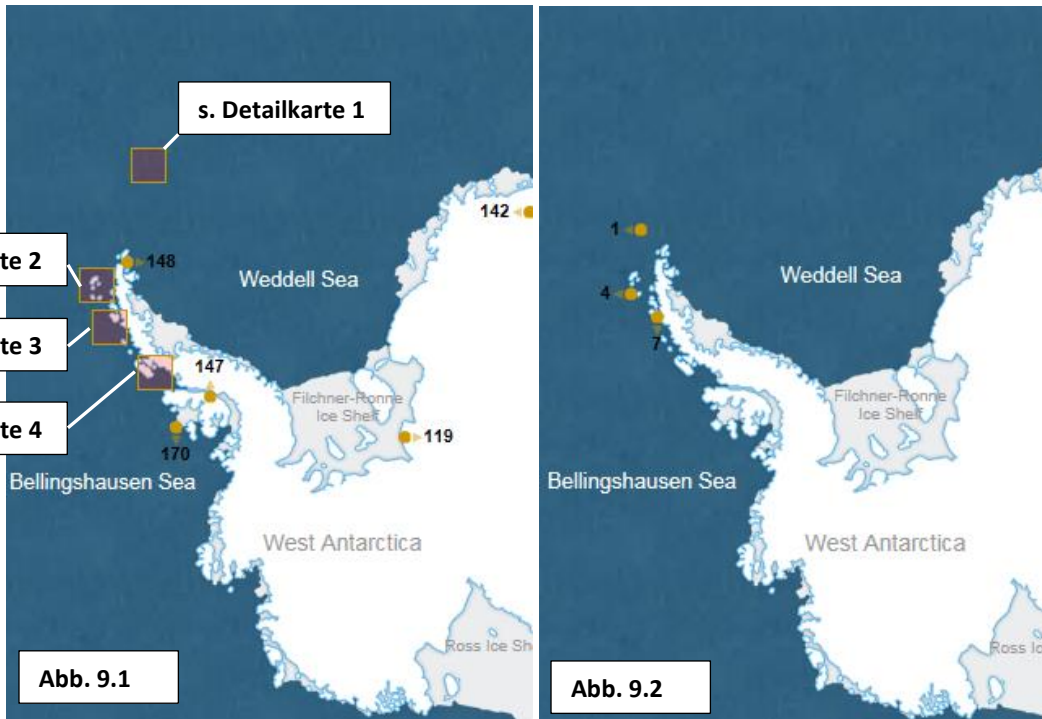 s. Detailkarte 1
142
148
te 2
Weddell Sea
te 3
147
Filchner-Ronne
Ice Shelf
te 4
119
170
Bellingshausen Sea
West Antarctica
Ross Ice Sh
Abb. 9.1
1
Weddell Sea
4
7
Filchner-Ronne
Ice Shelf
Bellingshausen Sea
West Antarctica
Ross Ic
Abb. 9.2